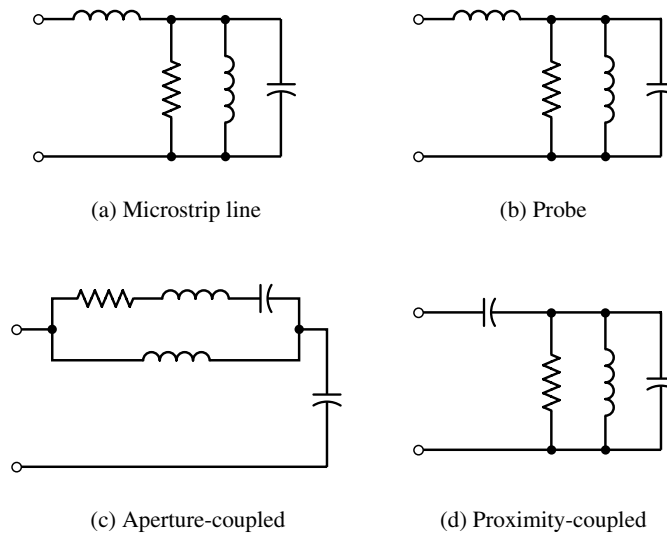 (a) Microstrip line
(b) Probe
(c) Aperture-coupled
(d) Proximity-coupled